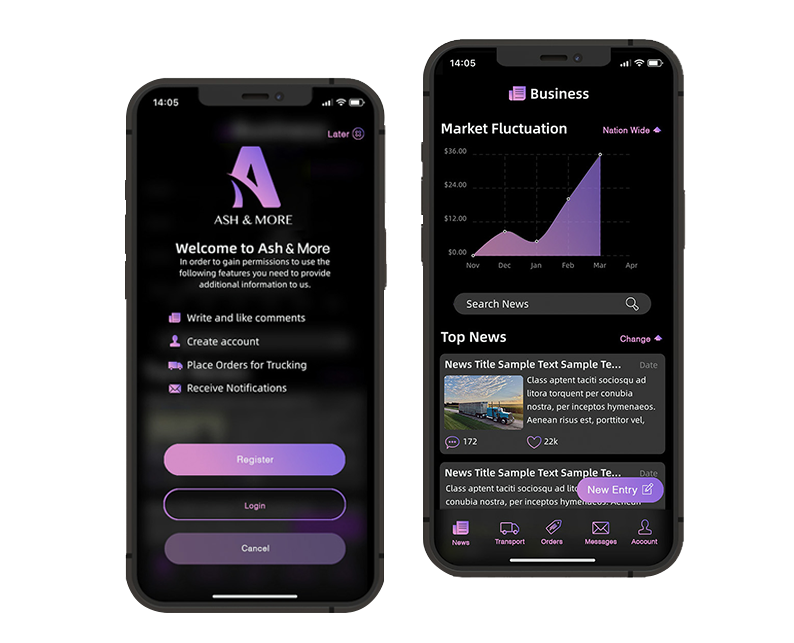 14:05
Later
ASH & MORE
Welcome to Ash & More
In order to gain permissions to use the
following features you need to provide
additional information to us.
Write and like comments
Create account
Place Orders for Trucking
Receive Notifications
Register
Login
Cancel
14:05
Business
Market Fluctuation
Nation Wide
$36.00
$24.00
$12.00
$0.00
Nov Dec Jan Feb Mar Apr
Search News
Top News
Change
News Title Sample Text Sample Te...
Date
Class aptent taciti sociosqu ad
litora torquent per conubia
nostra, per inceptos hymenaeos.
Aenean risus est, porttitor vel,
172
22k
News Title Sample Text Sample Te...
Date
Class aptent taciti sociosqu ad
conubia nostra, per inceptos hymenaeos. Aenean
New Entry
News
Transport
Orders
Messages
Account